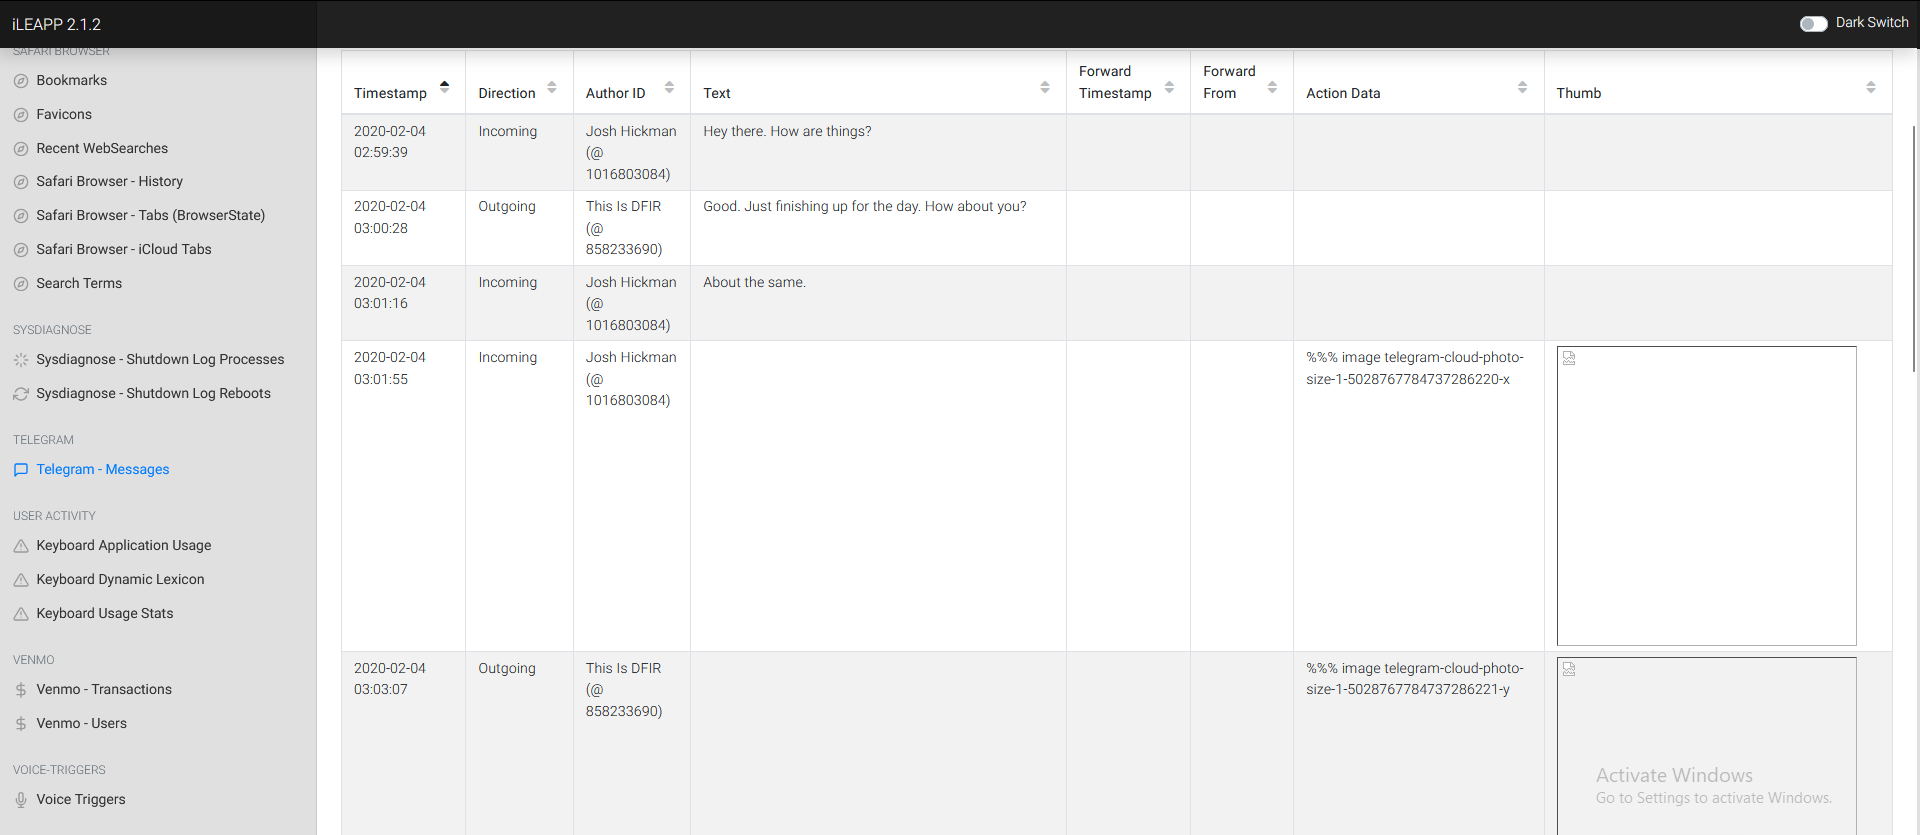 iLEAPP 2.1.2
Dark Switch
SAFARI BROWSER
Bookmarks
Favicons
Recent WebSearches
Safari Browser - History
Safari Browser - Tabs (BrowserState)
Safari Browser - iCloud Tabs
Search Terms
SYSDIAGNOSE
Sysdiagnose - Shutdown Log Processes
Sysdiagnose - Shutdown Log Reboots
TELEGRAM
Telegram - Messages
USER ACTIVITY
Keyboard Application Usage
Keyboard Dynamic Lexicon
Keyboard Usage Stats
VENMO
Venmo - Transactions
Venmo - Users
VOICE-TRIGGERS
Voice Triggers
Timestamp
Direction
Author ID
Text
Forward
Timestamp
Forward
From
Action Data
Thumb
2020-02-04
02:59:39
Incoming
Josh Hickman
(@
1016803084)
Hey there. How are things?
2020-02-04
03:00:28
Outgoing
This Is DFIR
(@
858233690)
Good. Just finishing up for the day. How about you?
2020-02-04
03:01:16
Incoming
Josh Hickman
(@
1016803084)
About the same.
2020-02-04
03:01:55
Incoming
Josh Hickman
(@
1016803084)
%%% image telegram-cloud-photo-
size-1-5028767784737286220-x
2020-02-04
03:03:07
Outgoing
This Is DFIR
(@
858233690)
%%% image telegram-cloud-photo-
size-1-5028767784737286221-y
Activate Windows
Go to Settings to activate Windows.